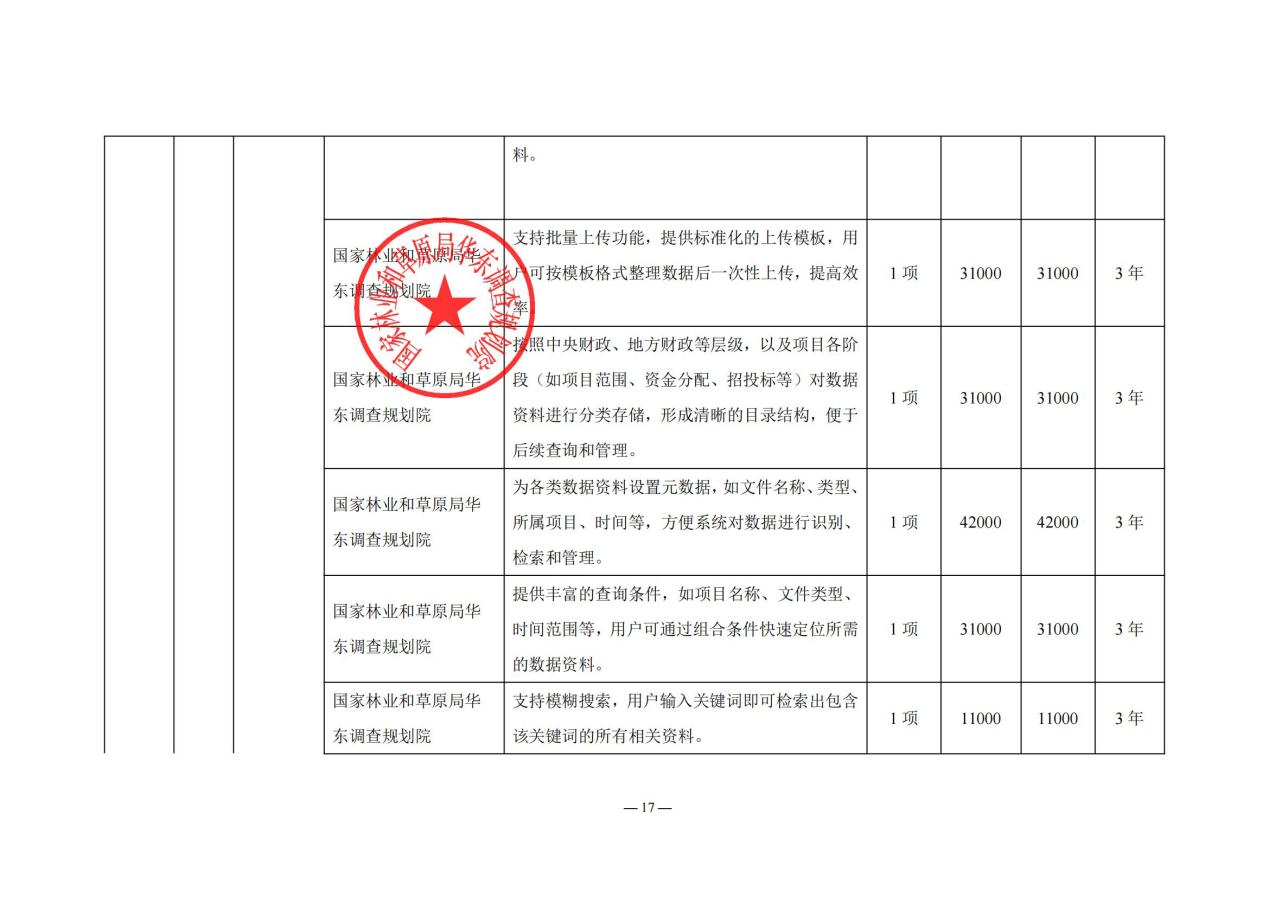 料。
国家林业和草原局华
东调查规划院
支持批量上传功能，提供标准化的上传模板，用
户可按模板格式整理数据后一次性上传，提高效
率
1 项
31000
31000
3 年
国家林业和草原局华东调查规划院
国家林业和草原局华
东调查规划院
按照中央财政、地方财政等层级，以及项目各阶
段（如项目范围、资金分配、招投标等）对数据
资料进行分类存储，形成清晰的目录结构，便于
后续查询和管理。
1 项
31000
31000
3 年
国家林业和草原局华
东调查规划院
为各类数据资料设置元数据，如文件名称、类型、
所属项目、时间等，方便系统对数据进行识别、
检索和管理。
1 项
42000
42000
3 年
国家林业和草原局华
东调查规划院
提供丰富的查询条件，如项目名称、文件类型、
时间范围等，用户可通过组合条件快速定位所需
的数据资料。
1 项
31000
31000
3 年
国家林业和草原局华
东调查规划院
支持模糊搜索，用户输入关键词即可检索出包含
该关键词的所有相关资料。
1 项
11000
11000
3 年
— 17 —